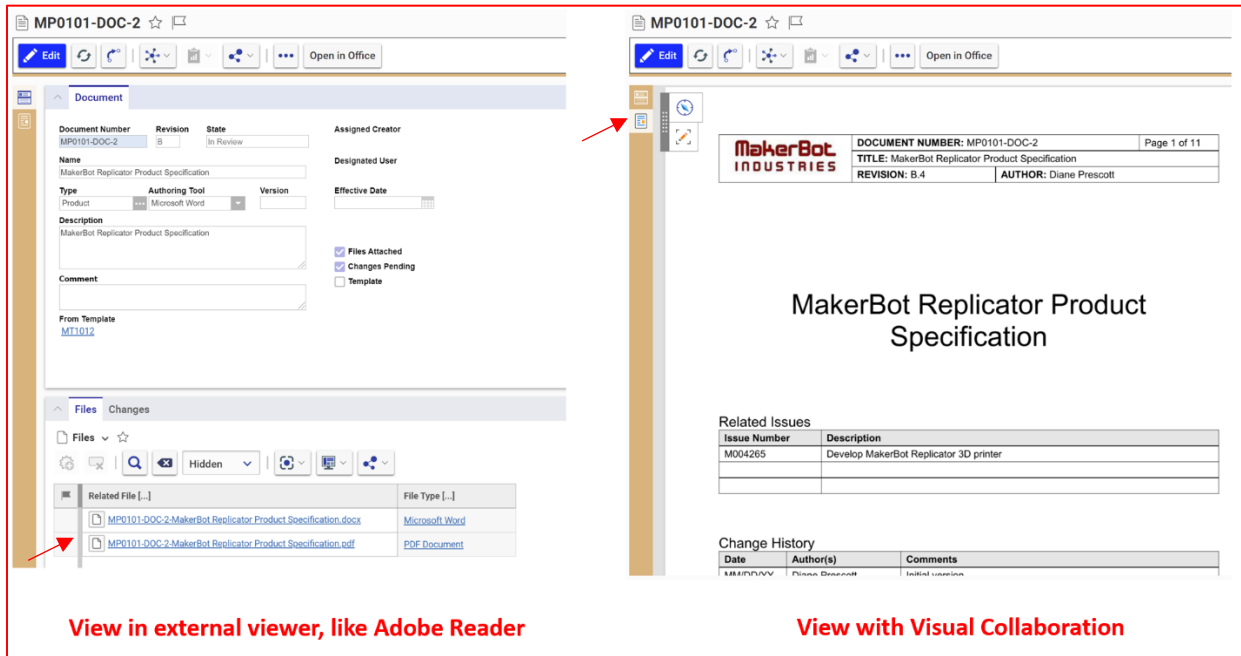 MP0101-DOC-2
Edit
Open in Office
Document
Document Number Revision State Assigned Creator
MP0101-DOC-2 B In Review
Name Designated User
MakerBot Replicator Product Specification
Type Authoring Tool Version Effective Date
Product ... Microsoft Word
Description
MakerBot Replicator Product Specification
Files Attached
Changes Pending
Comment
Template
From Template
MT1012
Files Changes
Files
Hidden
Related File [...] File Type [...]
MP0101-DOC-2-MakerBot Replicator Product Specification.docx Microsoft Word
MP0101-DOC-2-MakerBot Replicator Product Specification.pdf PDF Document
View in external viewer, like Adobe Reader
MP0101-DOC-2
Edit
Open in Office
MakerBot
INDUSTRIES
DOCUMENT NUMBER: MP0101-DOC-2 Page 1 of 11
TITLE: MakerBot Replicator Product Specification
REVISION: B.4 AUTHOR: Diane Prescott
MakerBot Replicator Product
Specification
Related Issues
Issue Number Description
M004265 Develop MakerBot Replicator 3D printer
Change History
Date Author(s) Comments
MM/DD/YY Diane Prescott Initial version
View with Visual Collaboration